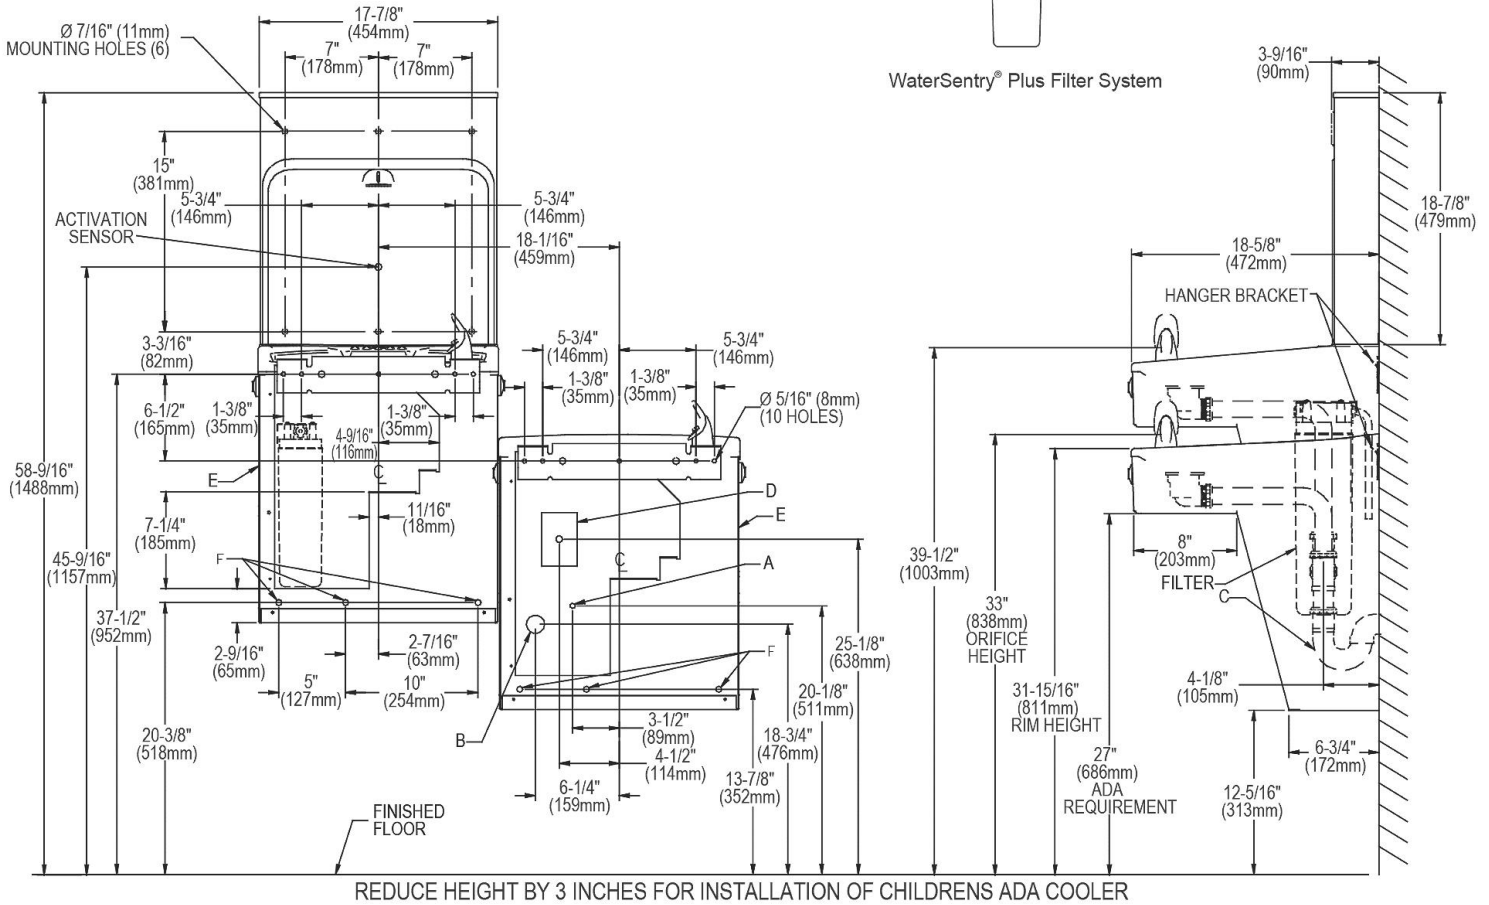 17-7/8"
(454mm)
Ø 7/16" (11mm)
MOUNTING HOLES (6)
7"
(178mm)
7"
(178mm)
WaterSentry® Plus Filter System
3-9/16"
(90mm)
15"
(381mm)
5-3/4"
(146mm)
5-3/4"
(146mm)
ACTIVATION
SENSOR
18-1/16"
(459mm)
18-7/8"
(479mm)
18-5/8"
(472mm)
HANGER BRACKET
3-3/16"
(82mm)
5-3/4"
(146mm)
5-3/4"
(146mm)
1-3/8"
(35mm)
1-3/8"
(35mm)
Ø 5/16" (8mm)
(10 HOLES)
6-1/2"
(165mm)
1-3/8"
(35mm)
1-3/8"
(35mm)
4-9/16"
(116mm)
C
L
58-9/16"
(1488mm)
E
D
E
11/16"
(18mm)
7-1/4"
(185mm)
F
C
L
A
45-9/16"
(1157mm)
39-1/2"
(1003mm)
8"
(203mm)
FILTER
C
37-1/2"
(952mm)
33"
(838mm)
ORIFICE
HEIGHT
2-9/16"
(65mm)
2-7/16"
(63mm)
25-1/8"
(638mm)
F
5"
(127mm)
10"
(254mm)
20-1/8"
(511mm)
31-15/16"
(811mm)
RIM HEIGHT
4-1/8"
(105mm)
20-3/8"
(518mm)
B
3-1/2"
(89mm)
18-3/4"
(476mm)
4-1/2"
(114mm)
6-1/4"
(159mm)
13-7/8"
(352mm)
27"
(686mm)
ADA
REQUIREMENT
6-3/4"
(172mm)
12-5/16"
(313mm)
FINISHED
FLOOR
REDUCE HEIGHT BY 3 INCHES FOR INSTALLATION OF CHILDRENS ADA COOLER